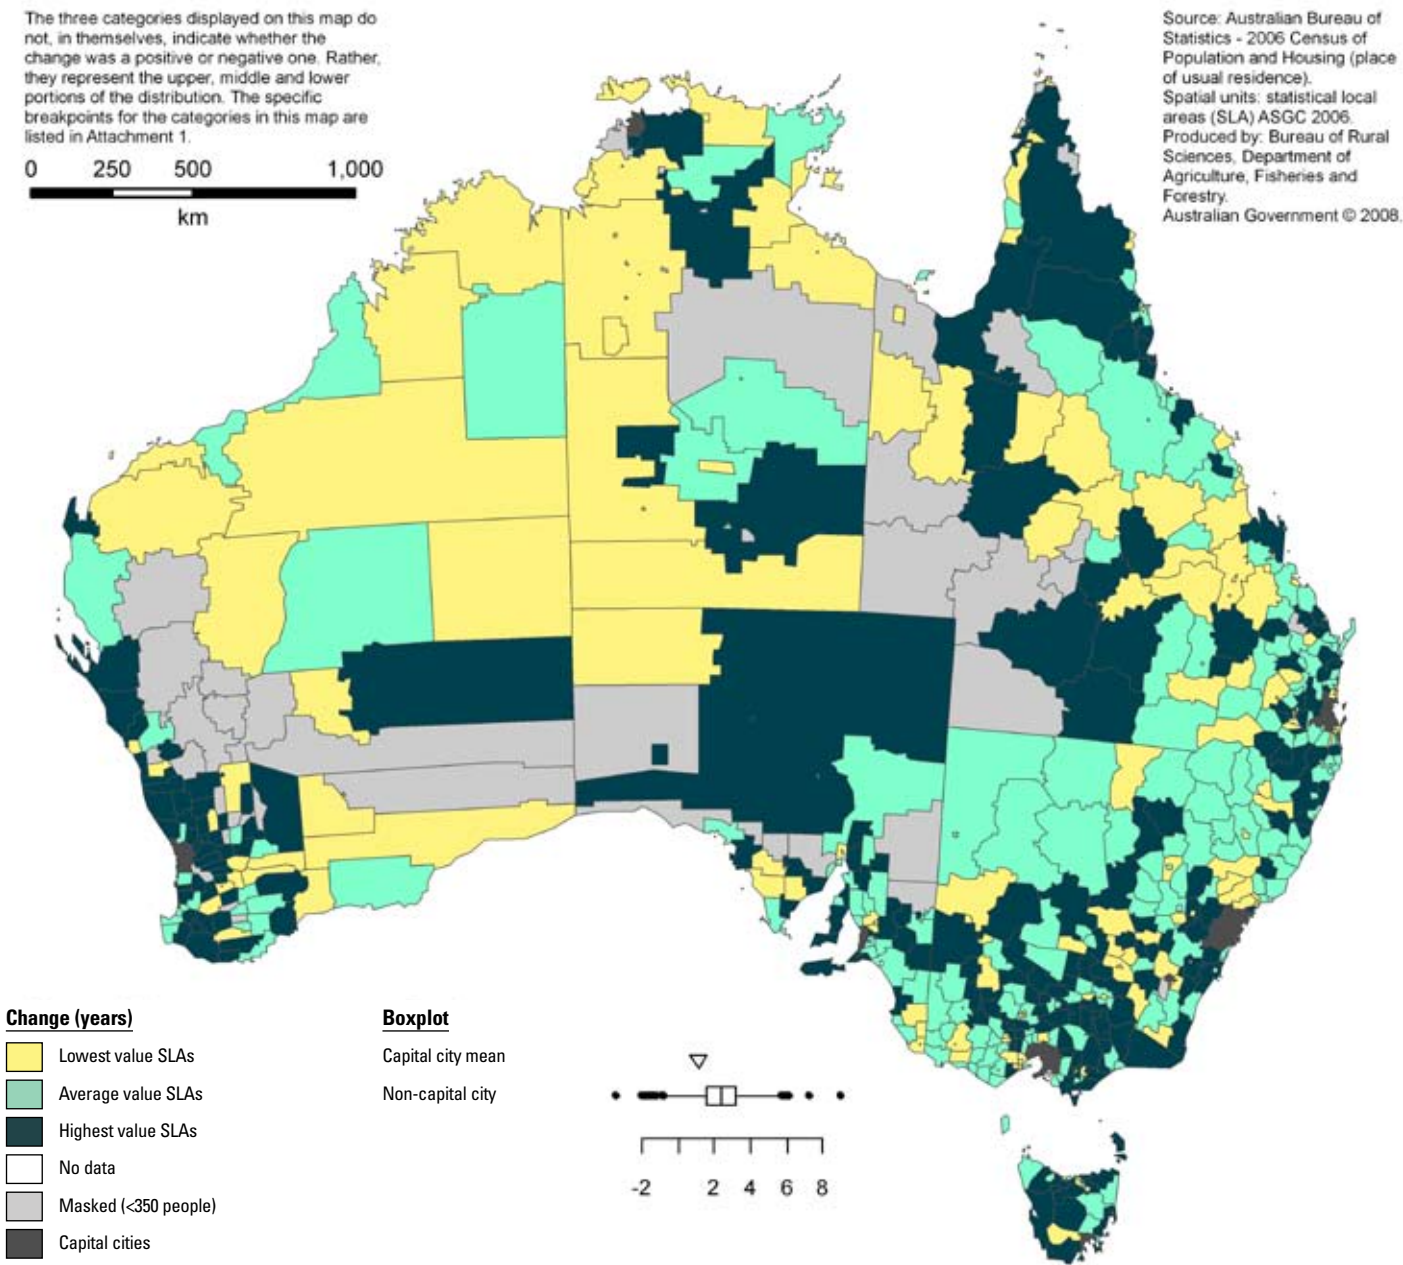 The three categories displayed on this map do
not, in themselves, indicate whether the
change was a positive or negative one. Rather,
they represent the upper, middle and lower
portions of the distribution. The specific
breakpoints for the categories in this map are
listed in Attachment 1.
0 250 500 1,000
km
Source: Australian Bureau of
Statistics - 2006 Census of
Population and Housing (place
of usual residence).
Spatial units: statistical local
areas (SLA) ASGC 2006.
Produced by: Bureau of Rural
Sciences, Department of
Agriculture, Fisheries and
Forestry.
Australian Government © 2008.
Change (years)
Lowest value SLAs
Average value SLAs
Highest value SLAs
No data
Masked (<350 people)
Capital cities
Boxplot
Capital city mean
Non-capital city
-2 2 4 6 8